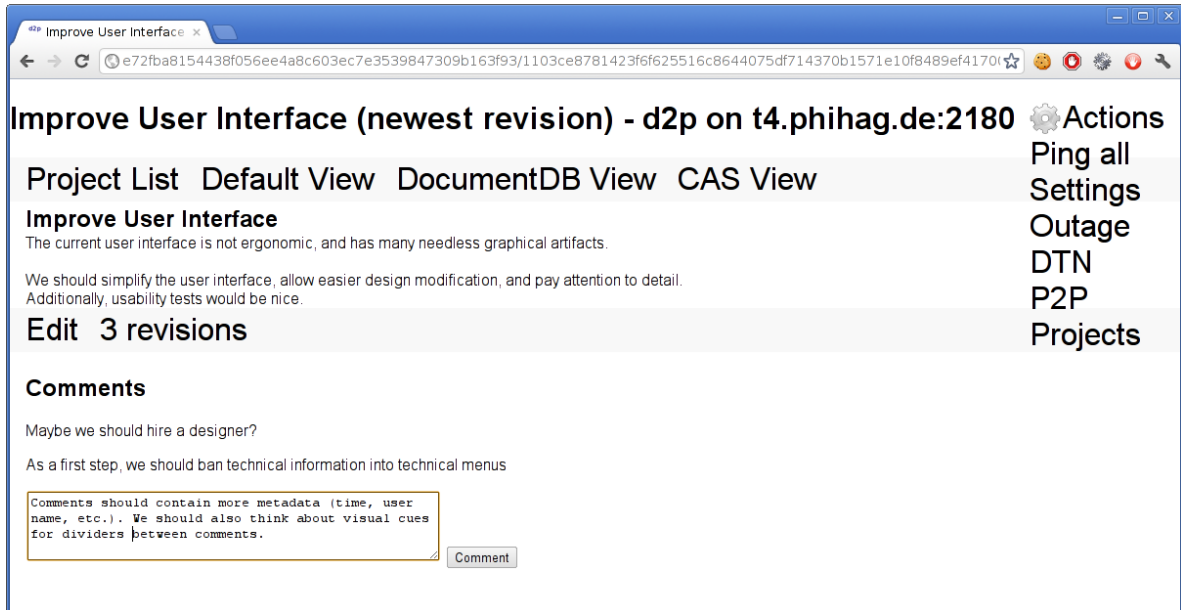 d2p Improve User Interface
e72fba8154438f056ee4a8c603ec7e3539847309b163f93/1103ce8781423f6f625516c8644075df714370b1571e10f8489ef41700
Improve User Interface (newest revision) - d2p on t4.phihag.de:2180
Actions
Ping all
Settings
Outage
DTN
P2P
Projects
Project List Default View DocumentDB View CAS View
Improve User Interface
The current user interface is not ergonomic, and has many needless graphical artifacts.
We should simplify the user interface, allow easier design modification, and pay attention to detail.
Additionally, usability tests would be nice.
Edit 3 revisions
Comments
Maybe we should hire a designer?
As a first step, we should ban technical information into technical menus
Comments should contain more metadata (time, user
name, etc.). We should also think about visual cues
for dividers between comments.
Comment